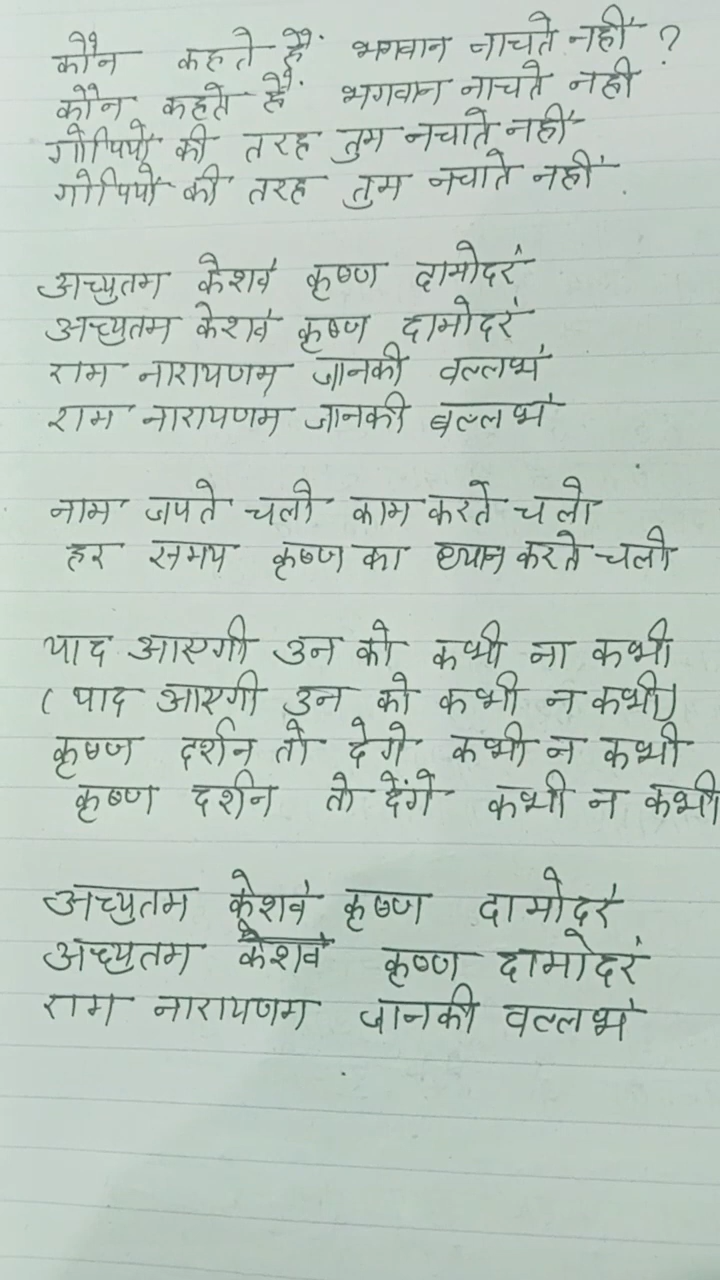 कौन कहते हैं भगवान नाचते नहीं ?
कौन कहते हैं भगवान नाचते नही
गोपियों की तरह तुम नचाते नहीं
गोपियों की तरह तुम नचाते नहीं
अच्युतम केशवं कृष्ण दामोदरं
अच्युतम केशवं कृष्ण दामोदरं
राम नारायणम जानकी वल्लभं
राम नारायणम जानकी बल्लभं
नाम जपते चलो काम करते चलो
हर समय कृष्ण का ध्यान करते चलो
याद आएगी उन को कभी ना कभी
( याद आएगी उन को कभी न कभी)
कृष्ण दर्शन तो देगे कभी न कभी
कृष्ण दर्शन तो देंगे कभी न कभी
अच्युतम केशवं कृष्ण दामोदरं
अच्युतम केशवं कृष्ण दामोदरं
राम नारायणम जानकी वल्लभं